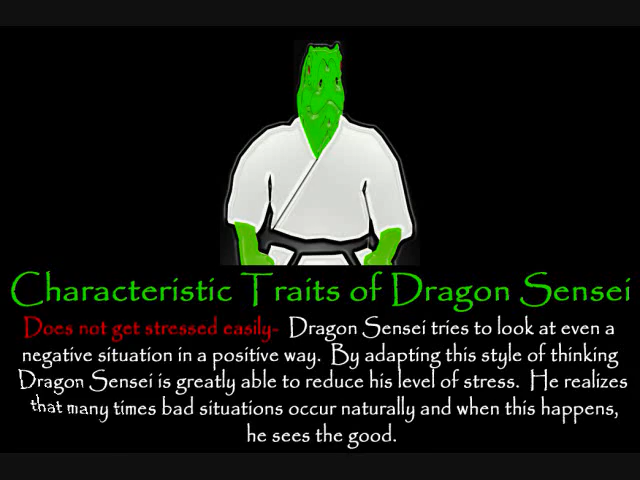 Characteristic Traits of Dragon Sensei
Does not get stressed easily- Dragon Sensei tries to look at even a
negative situation in a positive way. By adapting this style of thinking
Dragon Sensei is greatly able to reduce his level of stress. He realizes
that many times bad situations occur naturally and when this happens,
he sees the good.